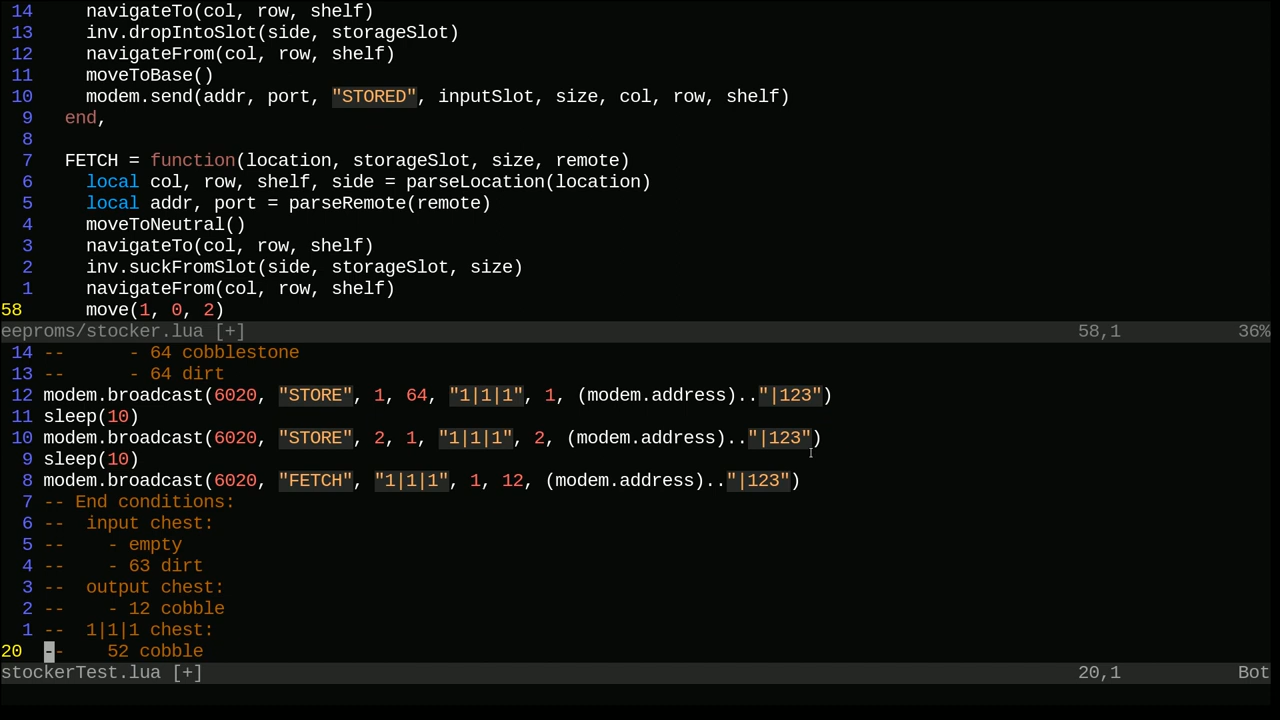 14     navigateTo(col, row, shelf)
13     inv.dropIntoSlot(side, storageSlot)
12     navigateFrom(col, row, shelf)
11     moveToBase()
10     modem.send(addr, port, "STORED", inputSlot, size, col, row, shelf)
9   end,
8
7   FETCH = function(location, storageSlot, size, remote)
6     local col, row, shelf, side = parseLocation(location)
5     local addr, port = parseRemote(remote)
4     moveToNeutral()
3     navigateTo(col, row, shelf)
2     inv.suckFromSlot(side, storageSlot, size)
1     navigateFrom(col, row, shelf)
58     move(1, 0, 2)
eeproms/stocker.lua [+] 58,1 36%
14 --      - 64 cobblestone
13 --      - 64 dirt
12 modem.broadcast(6020, "STORE", 1, 64, "1|1|1", 1, (modem.address).."|123")
11 sleep(10)
10 modem.broadcast(6020, "STORE", 2, 1, "1|1|1", 2, (modem.address).."|123")
9 sleep(10)
8 modem.broadcast(6020, "FETCH", "1|1|1", 1, 12, (modem.address).."|123")
7 -- End conditions:
6 --  input chest:
5 --    - empty
4 --    - 63 dirt
3 --  output chest:
2 --    - 12 cobble
1 --  1|1|1 chest:
20 --    52 cobble
stockerTest.lua [+] 20,1 Bot